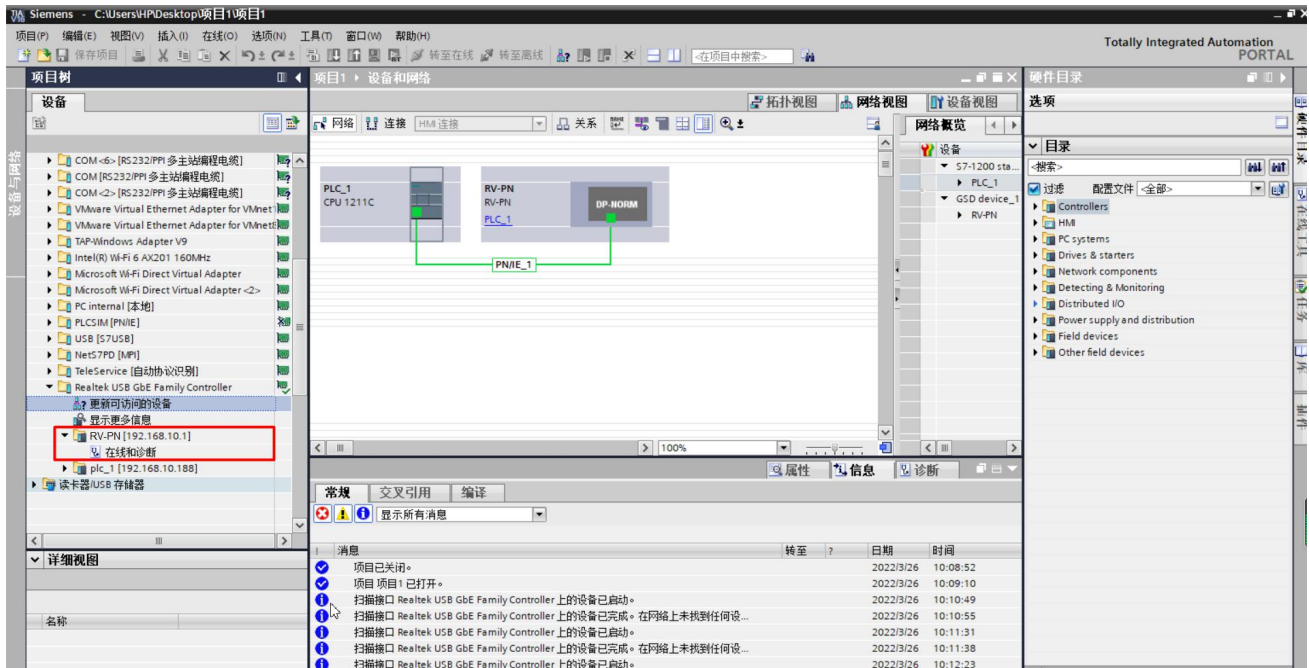 Siemens - C:\Users\HP\Desktop\项目1\项目1
项目(P) 编辑(E) 视图(V) 插入(I) 在线(O) 选项(N) 工具(T) 窗口(W) 帮助(H)
Totally Integrated Automation
PORTAL
保存项目 转至在线 转至离线 <在项目中搜索>
项目树
设备
设备与网络
COM <6> [RS232/PPI 多主站编程电缆]
COM [RS232/PPI 多主站编程电缆]
COM <2> [RS232/PPI 多主站编程电缆]
VMware Virtual Ethernet Adapter for VMnet1
VMware Virtual Ethernet Adapter for VMnet8
TAP-Windows Adapter V9
Intel(R) Wi-Fi 6 AX201 160MHz
Microsoft Wi-Fi Direct Virtual Adapter
Microsoft Wi-Fi Direct Virtual Adapter <2>
PC internal [本地]
PLCSIM [PN/IE]
USB [S7USB]
NetS7PD [MPI]
TeleService [自动协议识别]
Realtek USB GbE Family Controller
更新可访问的设备
显示更多信息
RV-PN [192.168.10.1]
在线和诊断
plc_1 [192.168.10.188]
读卡器/USB 存储器
详细视图
名称
项目1 ▸ 设备和网络
拓扑视图 网络视图 设备视图
网络 连接 HMI 连接 关系
PLC_1
CPU 1211C
RV-PN
RV-PN
PLC_1
DP-NORM
PN/IE_1
100%
网络概览
设备
S7-1200 sta...
PLC_1
GSD device_1
RV-PN
属性 信息 诊断
常规 交叉引用 编译
显示所有消息
! 消息 转至 ? 日期 时间
项目已关闭。 2022/3/26 10:08:52
项目 项目1 已打开。 2022/3/26 10:09:10
扫描接口 Realtek USB GbE Family Controller 上的设备已启动。 2022/3/26 10:10:49
扫描接口 Realtek USB GbE Family Controller 上的设备已完成。在网络上未找到任何设... 2022/3/26 10:10:55
扫描接口 Realtek USB GbE Family Controller 上的设备已启动。 2022/3/26 10:11:31
扫描接口 Realtek USB GbE Family Controller 上的设备已完成。在网络上未找到任何设... 2022/3/26 10:11:38
扫描接口 Realtek USB GbE Family Controller 上的设备已启动。 2022/3/26 10:12:23
硬件目录
选项
目录
<搜索>
过滤 配置文件 <全部>
Controllers
HMI
PC systems
Drives & starters
Network components
Detecting & Monitoring
Distributed I/O
Power supply and distribution
Field devices
Other field devices